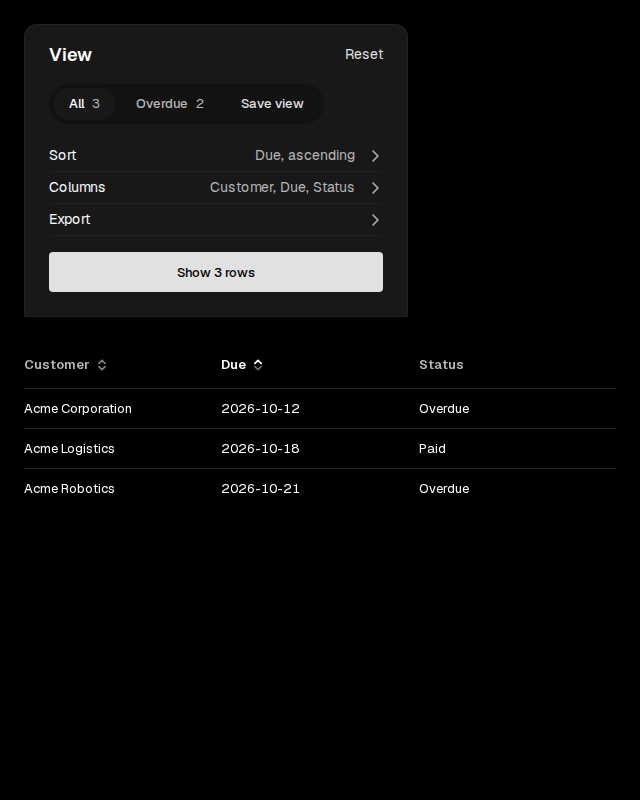 View Reset
All 3 Overdue 2 Save view
Sort Due, ascending
Columns Customer, Due, Status
Export
Show 3 rows
Customer Due Status
Acme Corporation 2026-10-12 Overdue
Acme Logistics 2026-10-18 Paid
Acme Robotics 2026-10-21 Overdue